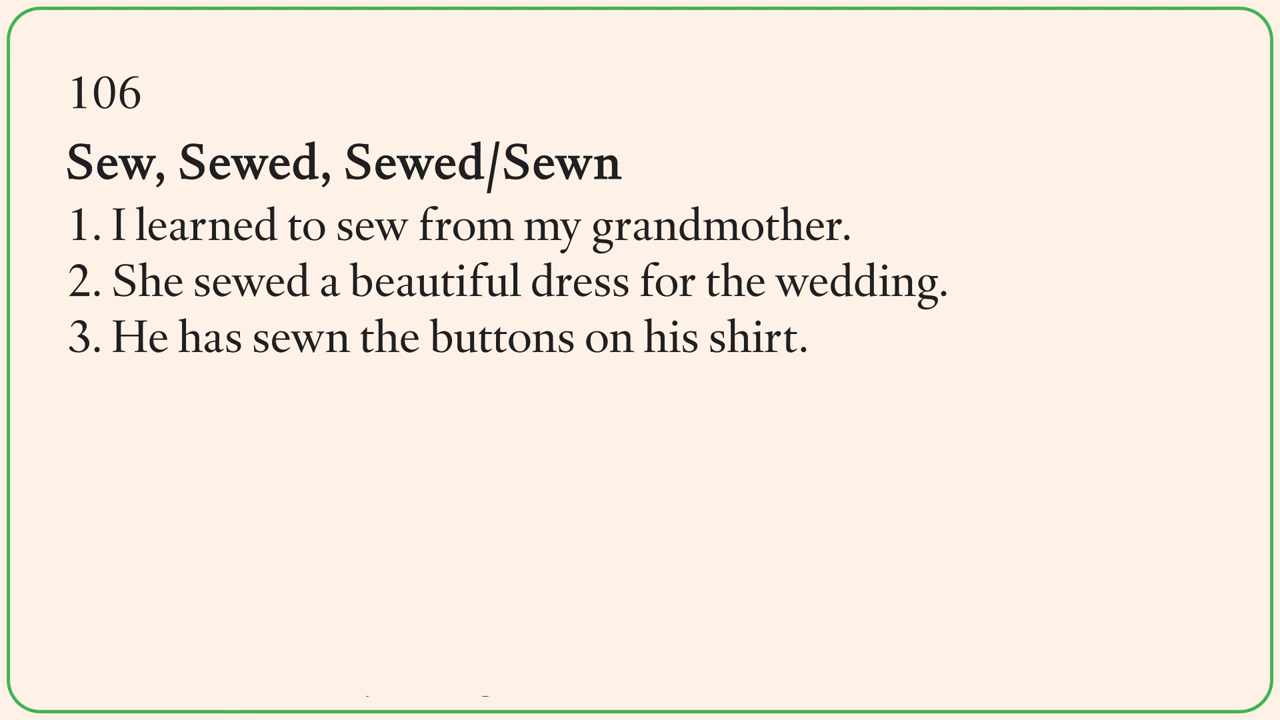 106
Sew, Sewed, Sewed/Sewn
1. I learned to sew from my grandmother.
2. She sewed a beautiful dress for the wedding.
3. He has sewn the buttons on his shirt.